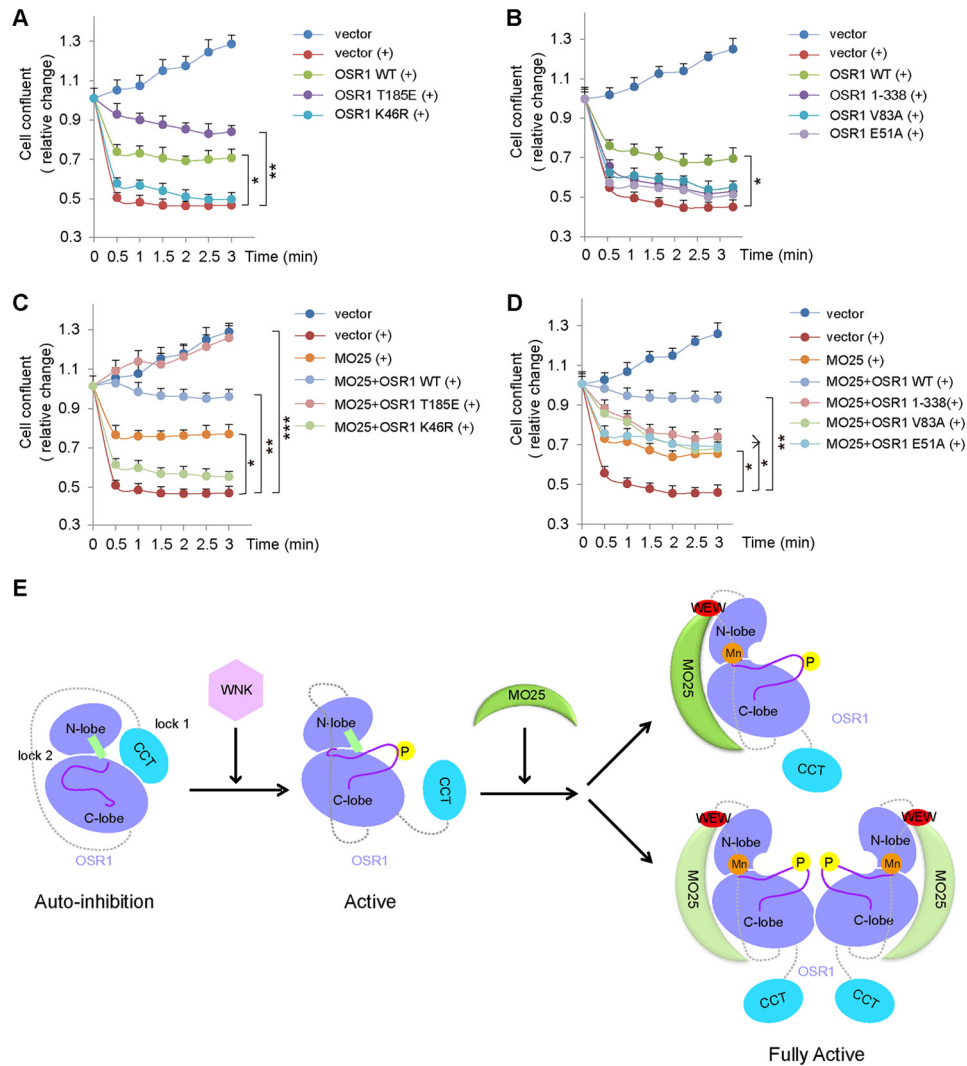 A
Cell confluent
( relative change)
1.3
1.1
0.9
0.7
0.5
0.3
0 0.5 1 1.5 2 2.5 3 Time (min)
vector
vector (+)
OSR1 WT (+)
OSR1 T185E (+)
OSR1 K46R (+)
*
**
B
Cell confluent
( relative change)
1.3
1.1
0.9
0.7
0.5
0.3
0 0.5 1 1.5 2 2.5 3 Time (min)
vector
vector (+)
OSR1 WT (+)
OSR1 1-338 (+)
OSR1 V83A (+)
OSR1 E51A (+)
*
C
Cell confluent
( relative change)
1.3
1.1
0.9
0.7
0.5
0.3
0 0.5 1 1.5 2 2.5 3 Time (min)
vector
vector (+)
MO25 (+)
MO25+OSR1 WT (+)
MO25+OSR1 T185E (+)
MO25+OSR1 K46R (+)
*
**
***
D
Cell confluent
( relative change)
1.3
1.1
0.9
0.7
0.5
0.3
0 0.5 1 1.5 2 2.5 3 Time (min)
vector
vector (+)
MO25 (+)
MO25+OSR1 WT (+)
MO25+OSR1 1-338(+)
MO25+OSR1 V83A (+)
MO25+OSR1 E51A (+)
*
*
**
E
N-lobe
lock 1
lock 2
CCT
C-lobe
OSR1
Auto-inhibition
WNK
N-lobe
P
CCT
C-lobe
OSR1
Active
MO25
WEW
N-lobe
MO25
Mn
P
C-lobe
OSR1
CCT
WEW
N-lobe
MO25
Mn
P
C-lobe
CCT
WEW
N-lobe
MO25
Mn
P
C-lobe
OSR1
CCT
Fully Active